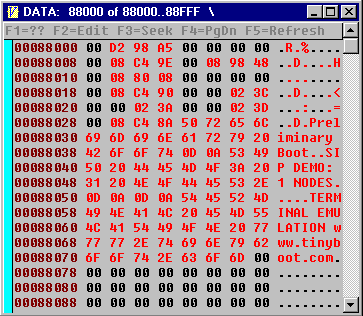 DATA: 88000 of 88000..88FFF \
F1=?? F2=Edit F3=Seek F4=PgDn F5=Refresh
00088000 00 D2 98 A5 00 00 00 00 .R.%....
00088008 00 08 C4 9E 00 08 98 48 ..D....H
00088010 00 08 80 08 00 00 00 00 ........
00088018 00 08 C4 90 00 00 02 3C ..D....<
00088020 00 00 02 3A 00 00 02 3D ...:...=
00088028 00 08 C4 8A 50 72 65 6C ..D.Prel
00088030 69 6D 69 6E 61 72 79 20 iminary
00088038 42 6F 6F 74 0D 0A 53 49 Boot..SI
00088040 50 20 44 45 4D 4F 3A 20 P DEMO:
00088048 31 20 4E 4F 44 45 53 2E 1 NODES.
00088050 0D 0A 0D 0A 54 45 52 4D ....TERM
00088058 49 4E 41 4C 20 45 4D 55 INAL EMU
00088060 4C 41 54 49 4F 4E 20 77 LATION w
00088068 77 77 2E 74 69 6E 79 62 ww.tinyb
00088070 6F 6F 74 2E 63 6F 6D 00 oot.com.
00088078 00 00 00 00 00 00 00 00 ........
00088080 00 00 00 00 00 00 00 00 ........
00088088 00 00 00 00 00 00 00 00 ........